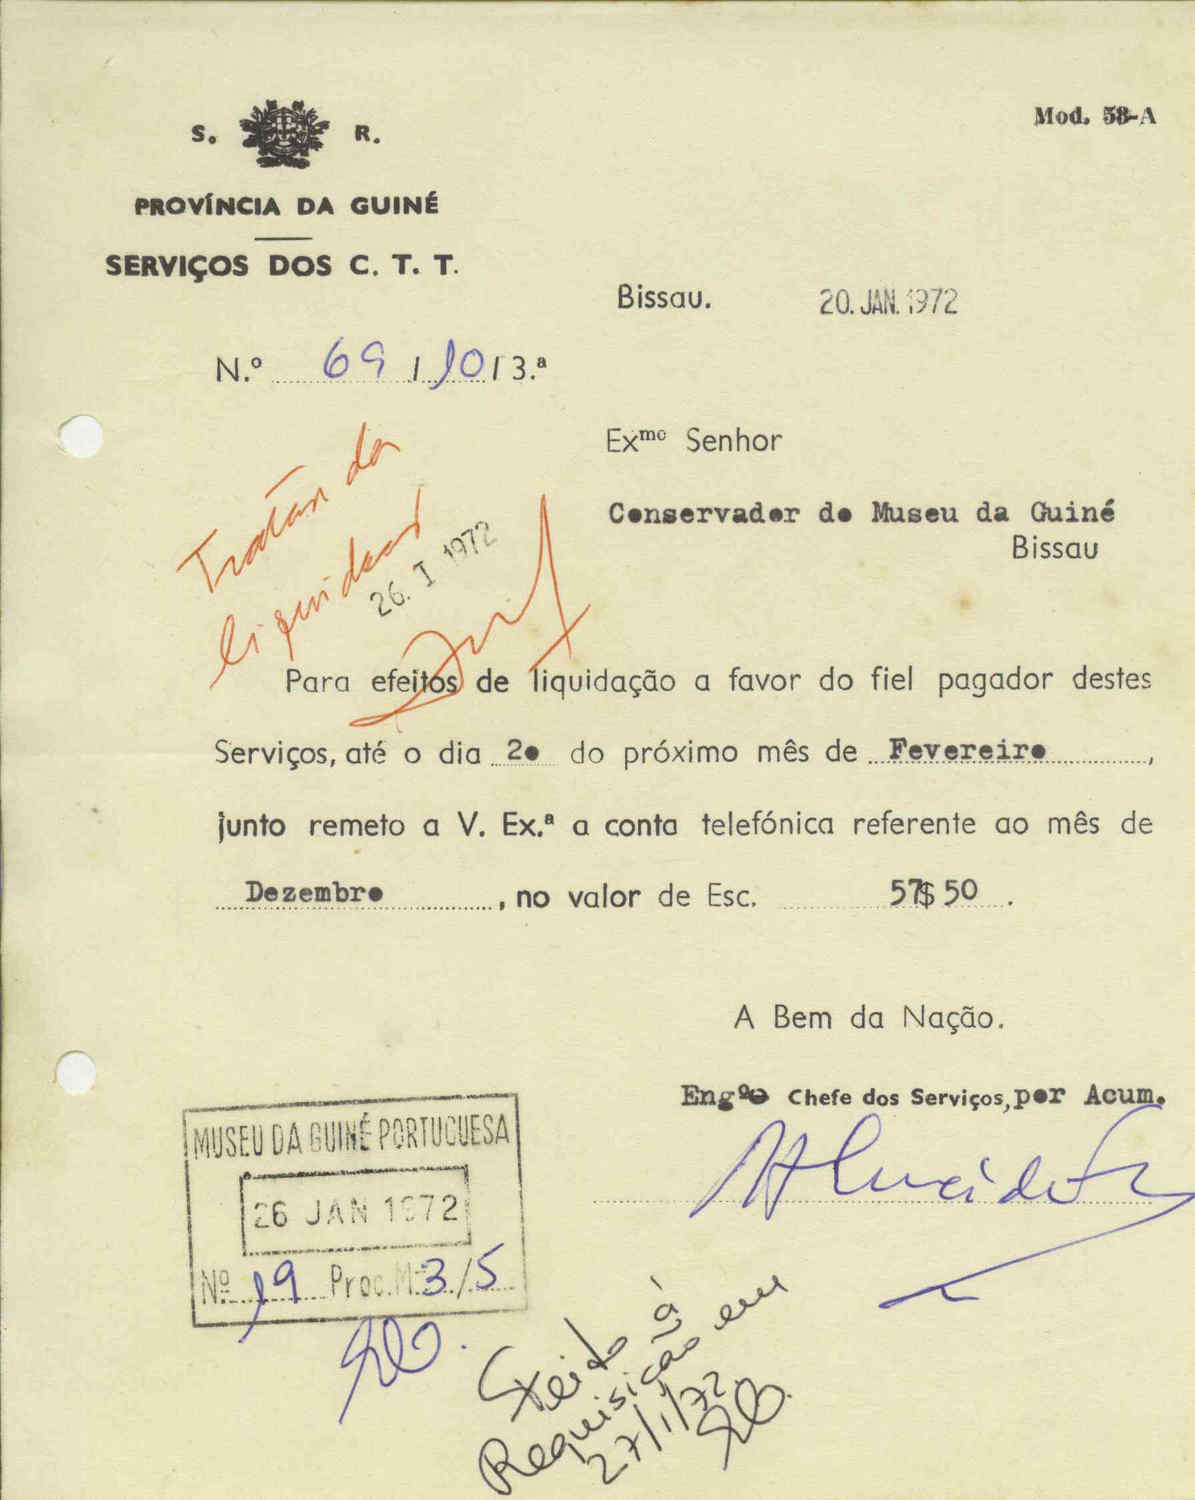 Mod. 58-A
S. R.
PROVÍNCIA DA GUINÉ
SERVIÇOS DOS C. T. T.
Bissau. 20. JAN. 1972
N.º 69 / 10 / 3.ª
Exmo Senhor
Conservador do Museu da Guiné
Bissau
da
26. I 1972
Para efeitos de liquidação a favor do fiel pagador destes
Serviços, até o dia 20 do próximo mês de Fevereiro,
junto remeto a V. Ex.ª a conta telefónica referente ao mês de
Dezembro, no valor de Esc. 57$50.
A Bem da Nação.
Engº Chefe dos Serviços, por Acum.
MUSEU DA GUINÉ PORTUGUESA
26 JAN 1972
Nº 19 Proc. M 3/5
Feita a
Requisição em
27/1/72.